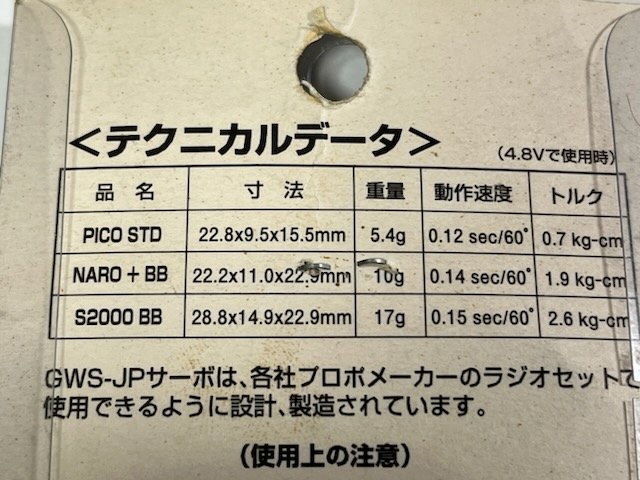 ＜テクニカルデータ＞
(4.8Vで使用時)
品 名 寸 法 重量 動作速度 トルク
PICO STD 22.8x9.5x15.5mm 5.4g 0.12 sec/60° 0.7 kg-cm
NARO + BB 22.2x11.0x22.9mm 10g 0.14 sec/60° 1.9 kg-cm
S2000 BB 28.8x14.9x22.9mm 17g 0.15 sec/60° 2.6 kg-cm
GWS-JPサーボは、各社プロポメーカーのラジオセットで
使用できるように設計、製造されています。
(使用上の注意)